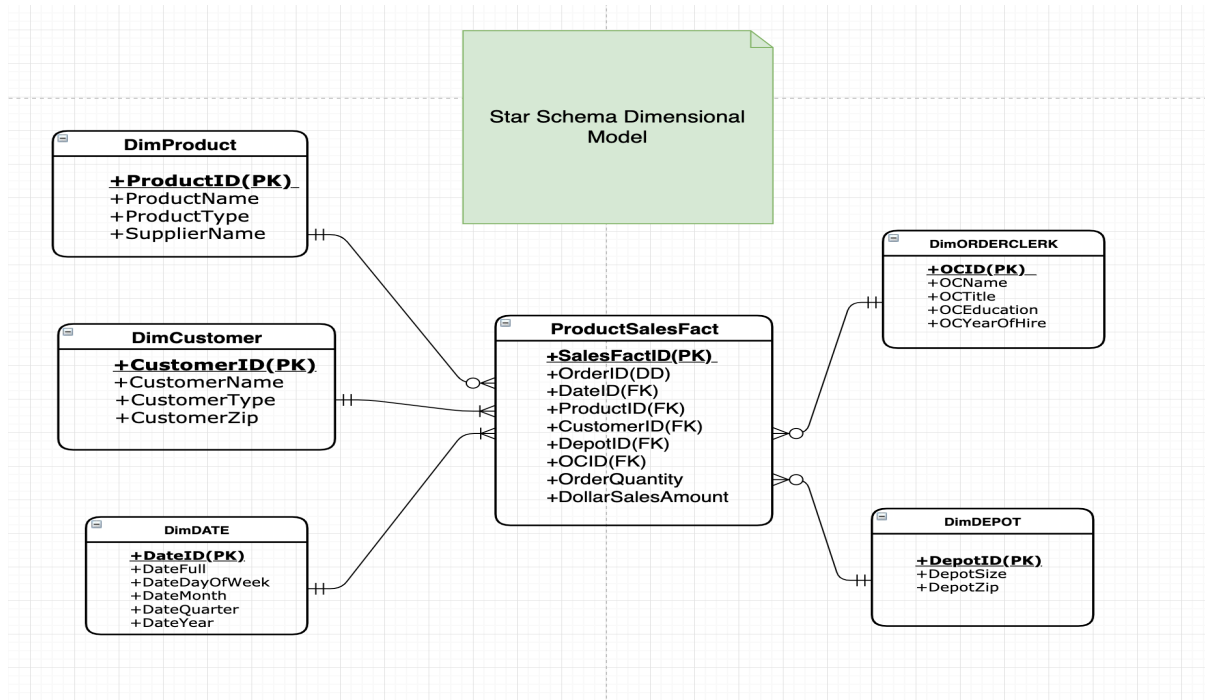 Star Schema Dimensional
Model
DimProduct
+ProductID(PK)
+ProductName
+ProductType
+SupplierName
DimCustomer
+CustomerID(PK)
+CustomerName
+CustomerType
+CustomerZip
DimDATE
+DateID(PK)
+DateFull
+DateDayOfWeek
+DateMonth
+DateQuarter
+DateYear
ProductSalesFact
+SalesFactID(PK)
+OrderID(DD)
+DateID(FK)
+ProductID(FK)
+CustomerID(FK)
+DepotID(FK)
+OCID(FK)
+OrderQuantity
+DollarSalesAmount
DimORDERCLERK
+OCID(PK)
+OCName
+OCTitle
+OCEducation
+OCYearOfHire
DimDEPOT
+DepotID(PK)
+DepotSize
+DepotZip